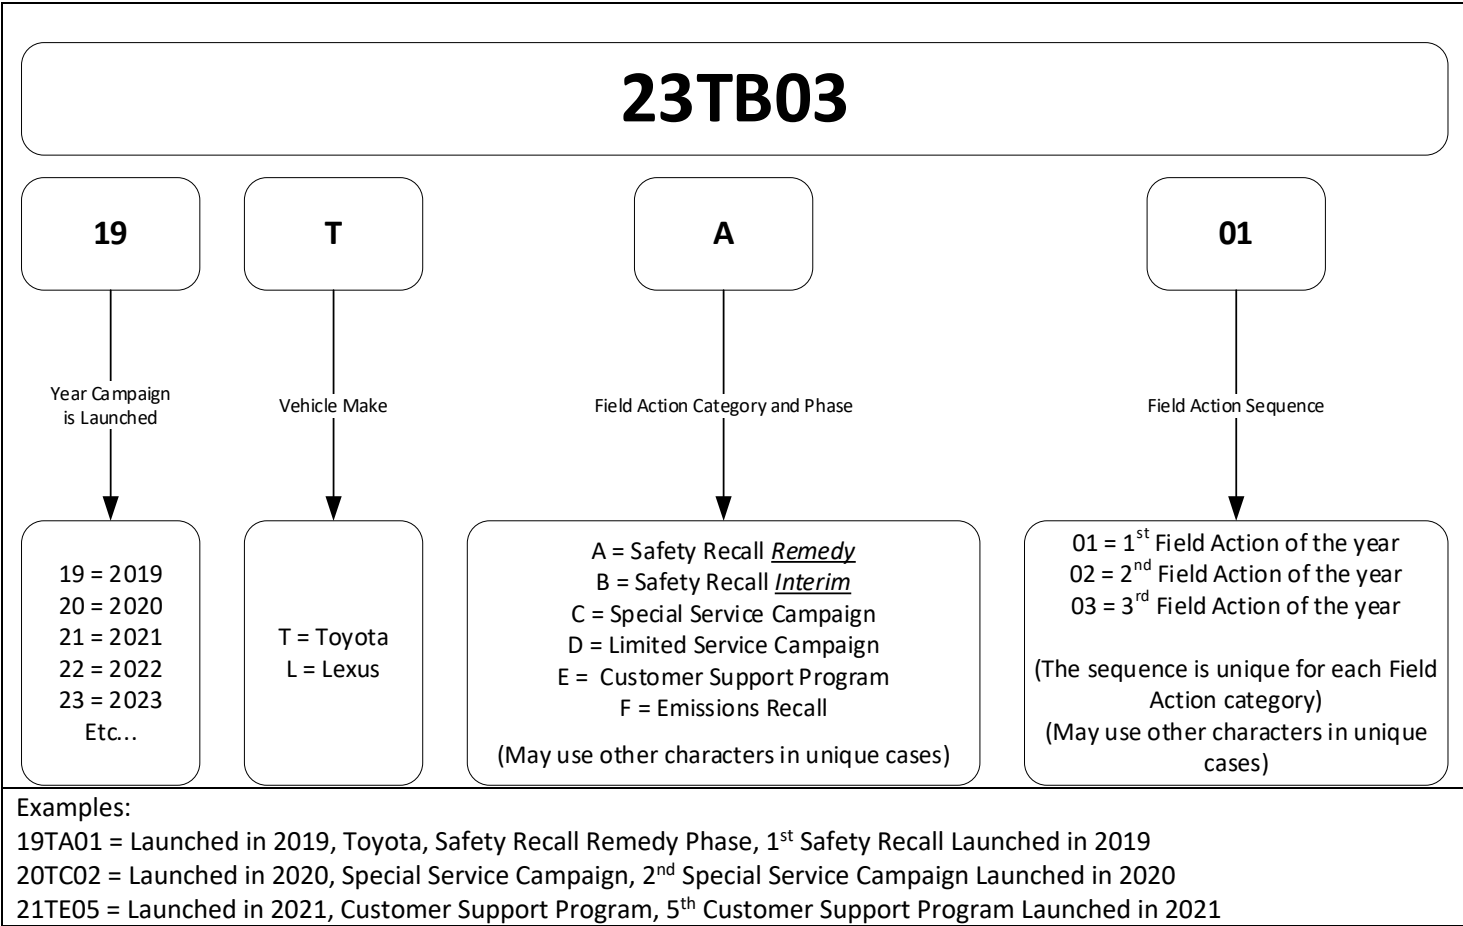 23TB03
19
T
A
01
Year Campaign
is Launched
Vehicle Make
Field Action Category and Phase
Field Action Sequence
19 = 2019
20 = 2020
21 = 2021
22 = 2022
23 = 2023
Etc...
T = Toyota
L = Lexus
A = Safety Recall Remedy
B = Safety Recall Interim
C = Special Service Campaign
D = Limited Service Campaign
E = Customer Support Program
F = Emissions Recall
(May use other characters in unique cases)
01 = 1st Field Action of the year
02 = 2nd Field Action of the year
03 = 3rd Field Action of the year
(The sequence is unique for each Field
Action category)
(May use other characters in unique
cases)
Examples:
19TA01 = Launched in 2019, Toyota, Safety Recall Remedy Phase, 1st Safety Recall Launched in 2019
20TC02 = Launched in 2020, Special Service Campaign, 2nd Special Service Campaign Launched in 2020
21TE05 = Launched in 2021, Customer Support Program, 5th Customer Support Program Launched in 2021